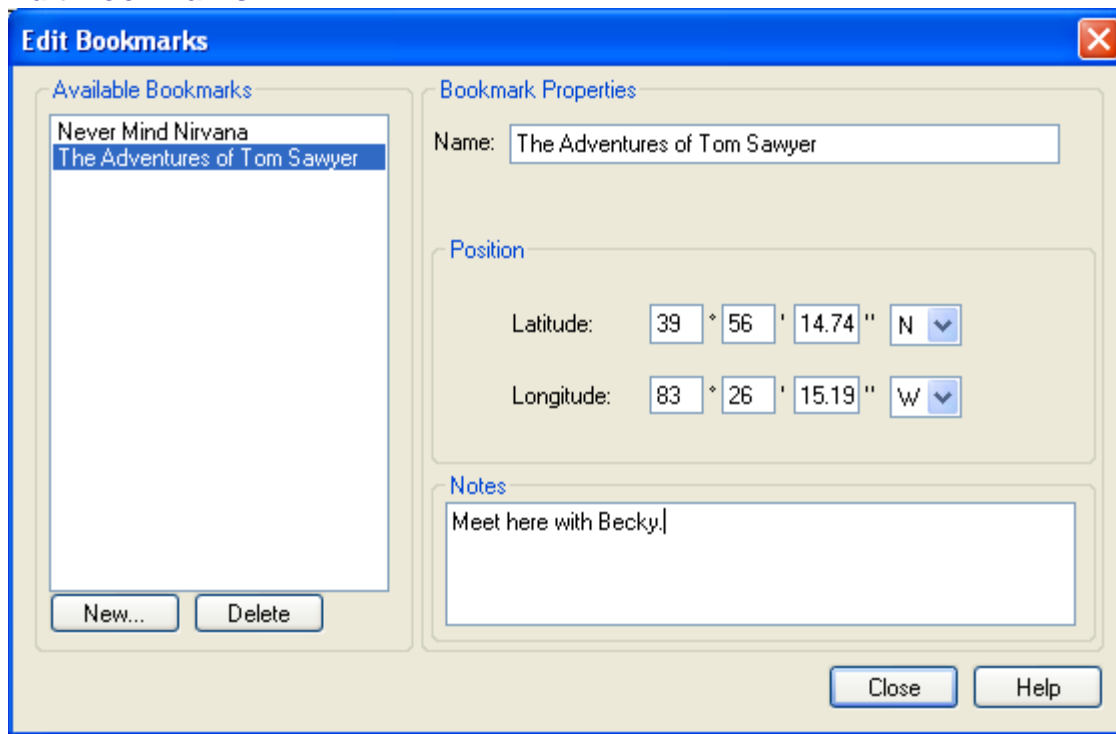 Edit Bookmarks
Available Bookmarks
Never Mind Nirvana
The Adventures of Tom Sawyer
New...
Delete
Bookmark Properties
Name: The Adventures of Tom Sawyer
Position
Latitude: 39 ° 56 ' 14.74 " N
Longitude: 83 ° 26 ' 15.19 " W
Notes
Meet here with Becky.
Close
Help